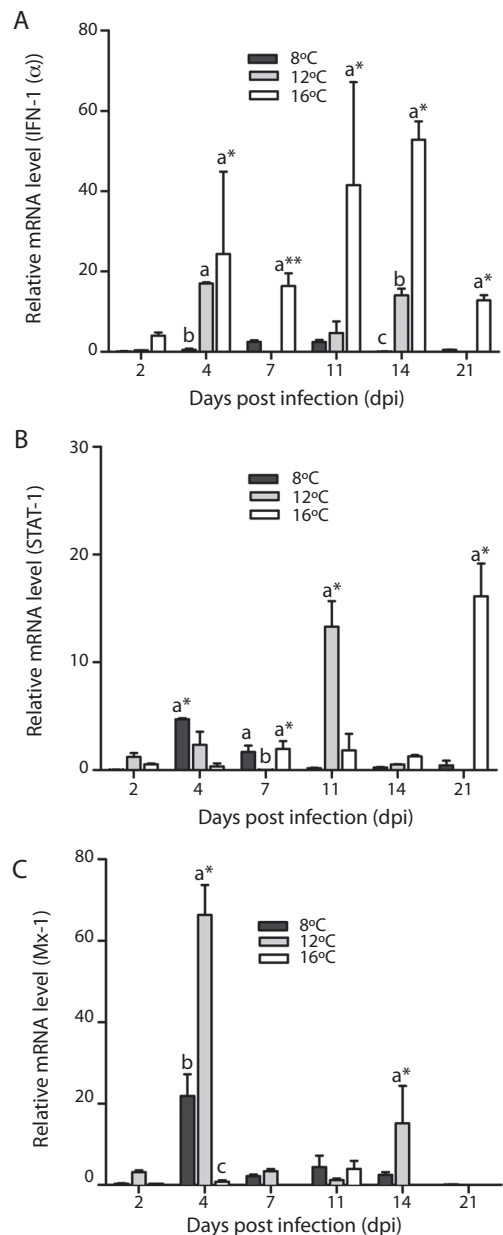 A
Relative mRNA level (IFN-1 (α))
80
60
40
20
0
8ºC
12ºC
16ºC
b
a
a*
a**
a*
c
b
a*
a*
2 4 7 11 14 21
Days post infection (dpi)
B
Relative mRNA level (STAT-1)
30
20
10
0
8ºC
12ºC
16ºC
a*
a
b
a*
a*
a*
2 4 7 11 14 21
Days post infection (dpi)
C
Relative mRNA level (Mx-1)
80
60
40
20
0
8ºC
12ºC
16ºC
b
a*
c
a*
2 4 7 11 14 21
Days post infection (dpi)